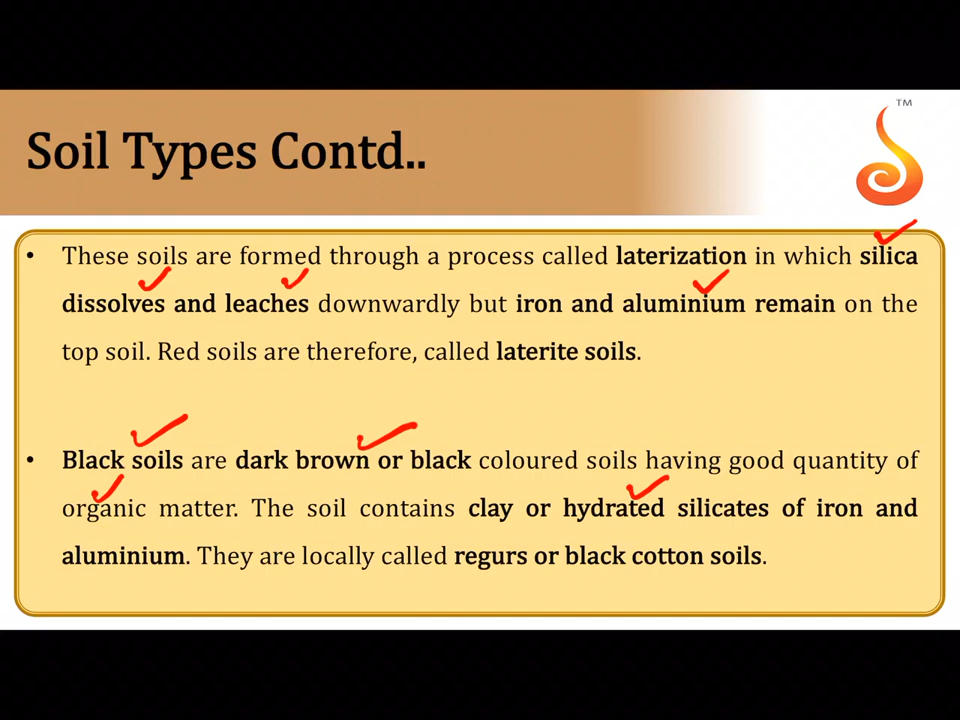 TM
Soil Types Contd..
• These soils are formed through a process called laterization in which silica
dissolves and leaches downwardly but iron and aluminium remain on the
top soil. Red soils are therefore, called laterite soils.
• Black soils are dark brown or black coloured soils having good quantity of
organic matter. The soil contains clay or hydrated silicates of iron and
aluminium. They are locally called regurs or black cotton soils.